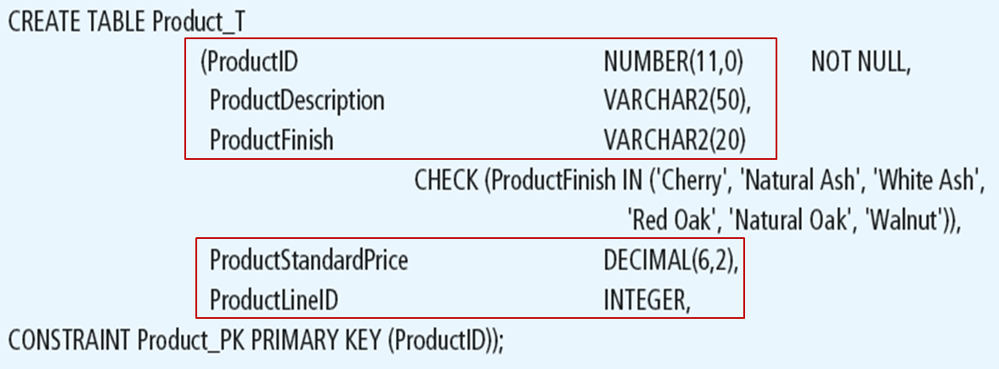 CREATE TABLE Product_T
(ProductID NUMBER(11,0) NOT NULL,
ProductDescription VARCHAR2(50),
ProductFinish VARCHAR2(20)
CHECK (ProductFinish IN ('Cherry', 'Natural Ash', 'White Ash',
'Red Oak', 'Natural Oak', 'Walnut')),
ProductStandardPrice DECIMAL(6,2),
ProductLineID INTEGER,
CONSTRAINT Product_PK PRIMARY KEY (ProductID));